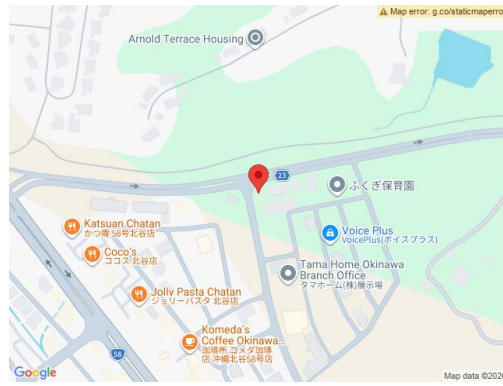 Map error: g.co/staticmaperro
Arnold Terrace Housing
23
ふくぎ保育園
Katsuan Chatan
かつ庵 58号北谷店
Voice Plus
VoicePlus(ボイスプラス)
Coco's
ココス 北谷店
Tama Home Okinawa
Branch Office
タマホーム(株)展示場
Jolly Pasta Chatan
ジョリーパスタ 北谷店
Komeda's
Coffee Okinawa...
珈琲所 コメダ珈琲
店 沖縄北谷58号店
58
Google
Map data ©202